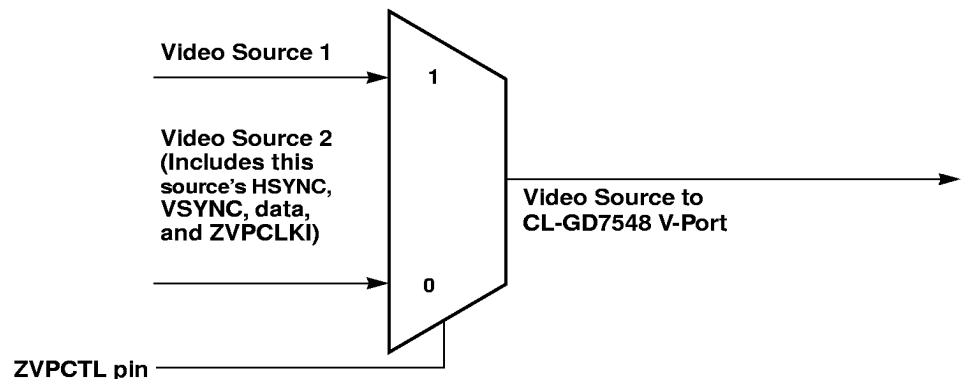 Video Source 1
1
Video Source 2
(Includes this
source's HSYNC,
VSYNC, data,
and ZVPCLKI)
Video Source to
CL-GD7548 V-Port
0
ZVPCTL pin